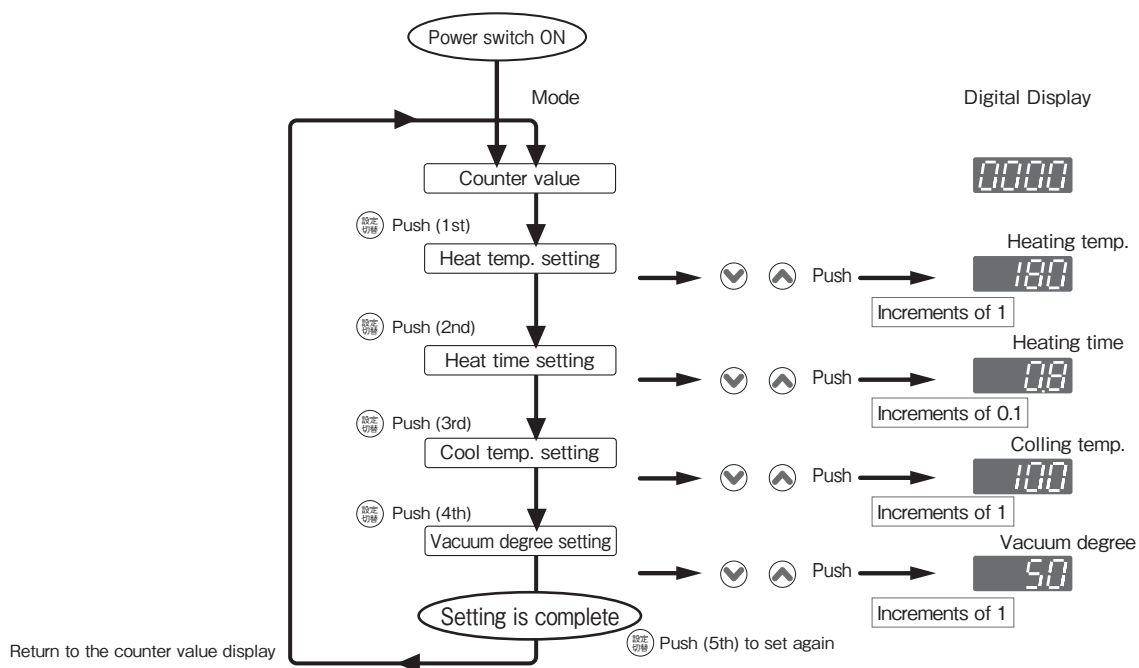 Power switch ON
Mode
Digital Display
Counter value
0000
設定切替 Push (1st)
Heat temp. setting
Push
Heating temp.
180
Increments of 1
設定切替 Push (2nd)
Heat time setting
Push
Heating time
0.8
Increments of 0.1
設定切替 Push (3rd)
Cool temp. setting
Push
Colling temp.
100
Increments of 1
設定切替 Push (4th)
Vacuum degree setting
Push
Vacuum degree
50
Increments of 1
Setting is complete
設定切替 Push (5th) to set again
Return to the counter value display